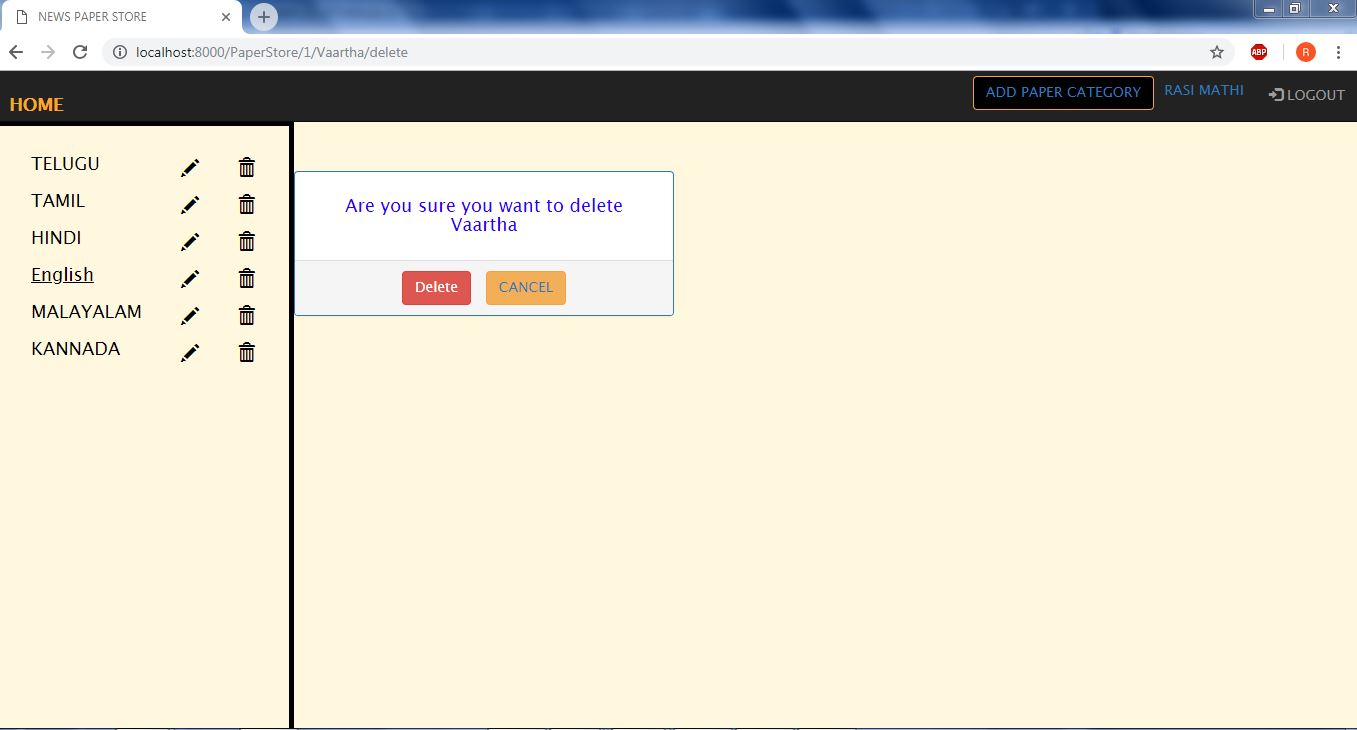 NEWS PAPER STORE
localhost:8000/PaperStore/1/Vaartha/delete
ABP
R
HOME
ADD PAPER CATEGORY
RASI MATHI
LOGOUT
TELUGU
TAMIL
HINDI
English
MALAYALAM
KANNADA
Are you sure you want to delete
Vaartha
Delete
CANCEL